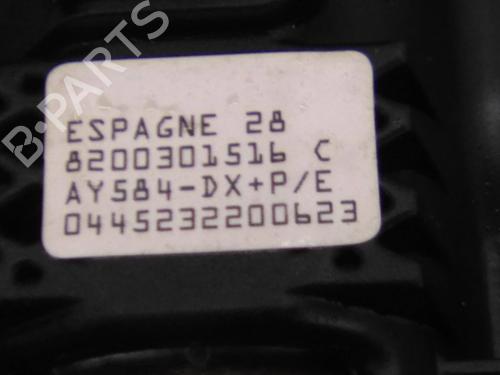 B-PARTS
ESPAGNE 28
8200301516 C
AY584-DX+P/E
0445232200623